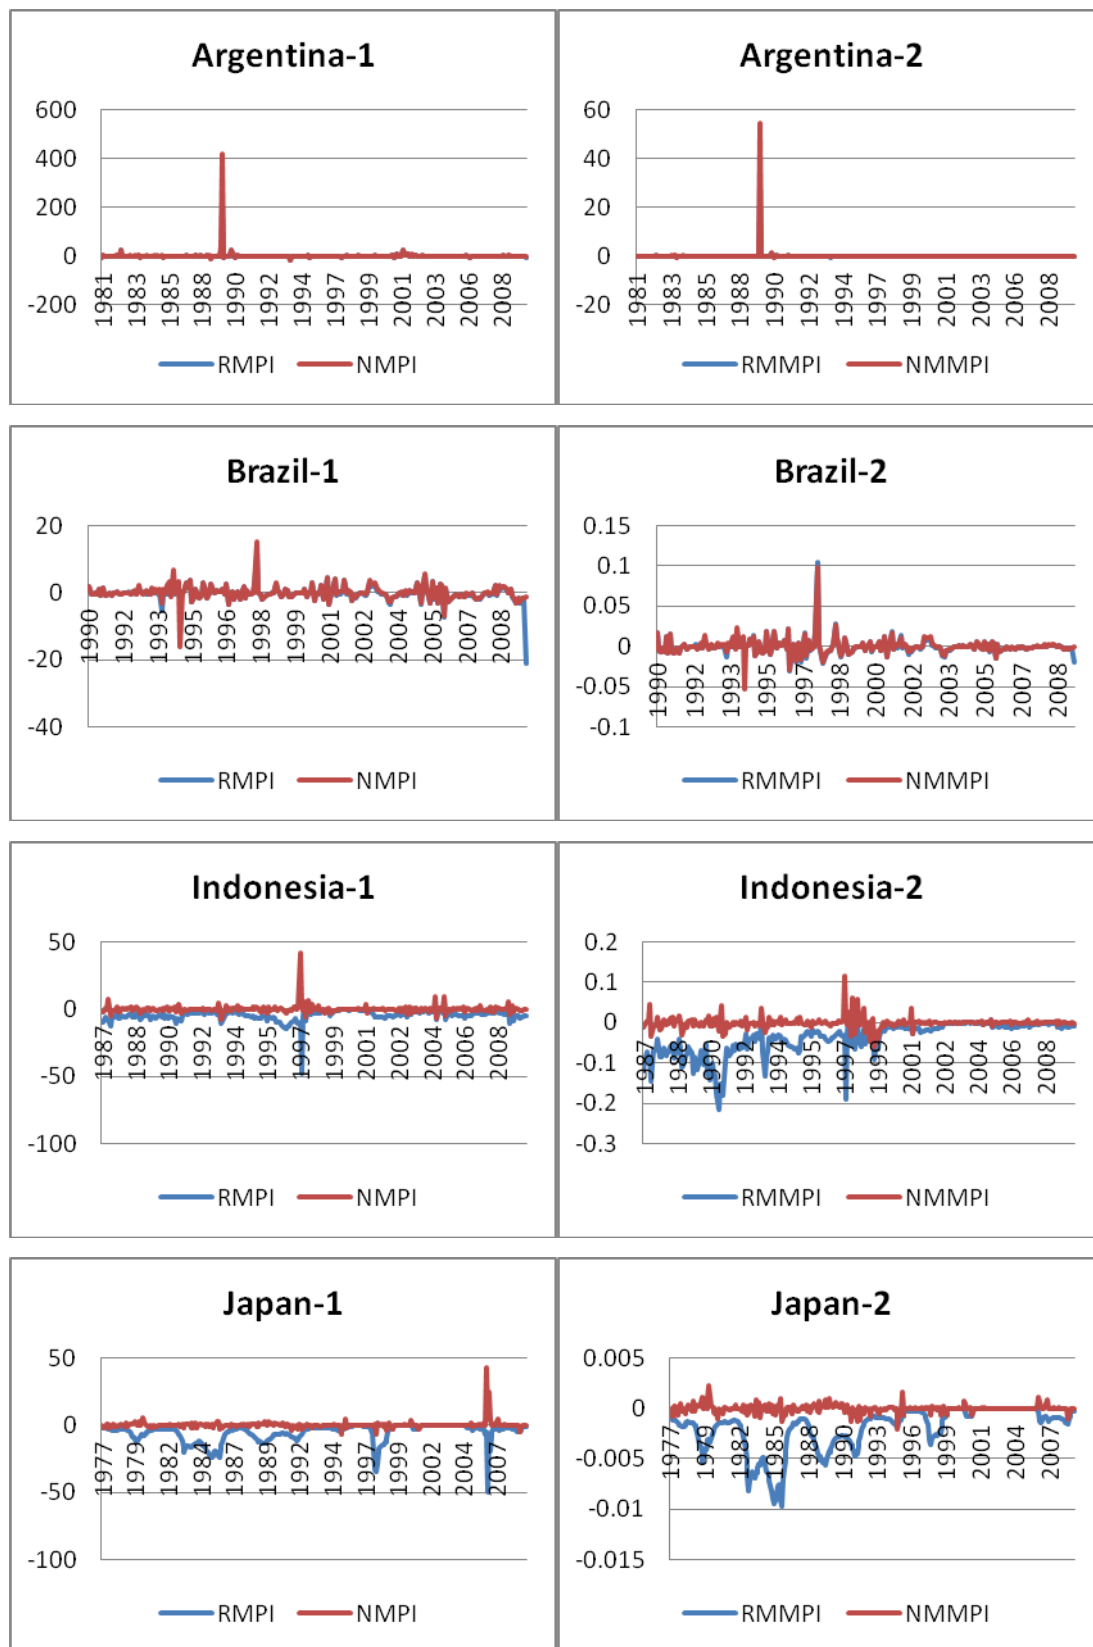 Argentina-1
600
400
200
0
-200
1981 1983 1985 1988 1990 1992 1994 1997 1999 2001 2003 2006 2008
RMPI NMPI
Argentina-2
60
40
20
0
-20
1981 1983 1985 1988 1990 1992 1994 1997 1999 2001 2003 2006 2008
RMMPI NMMPI
Brazil-1
20
0
-20
-40
1990 1992 1993 1995 1996 1998 1999 2001 2002 2004 2005 2007 2008
RMPI NMPI
Brazil-2
0.15
0.1
0.05
0
-0.05
-0.1
1990 1992 1993 1995 1997 1998 2000 2001 2003 2005 2007 2008
RMMPI NMMPI
Indonesia-1
50
0
-50
-100
1987 1988 1990 1992 1994 1995 1997 1999 2001 2002 2004 2006 2008
RMPI NMPI
Indonesia-2
0.2
0.1
0
-0.1
-0.2
-0.3
1987 1988 1990 1992 1994 1995 1997 1999 2001 2002 2004 2006 2008
RMMPI NMMPI
Japan-1
50
0
-50
-100
1977 1979 1982 1984 1987 1989 1992 1994 1997 1999 2002 2004 2007
RMPI NMPI
Japan-2
0.005
0
-0.005
-0.01
-0.015
1977 1979 1982 1985 1988 1990 1993 1996 1999 2001 2004 2007
RMMPI NMMPI